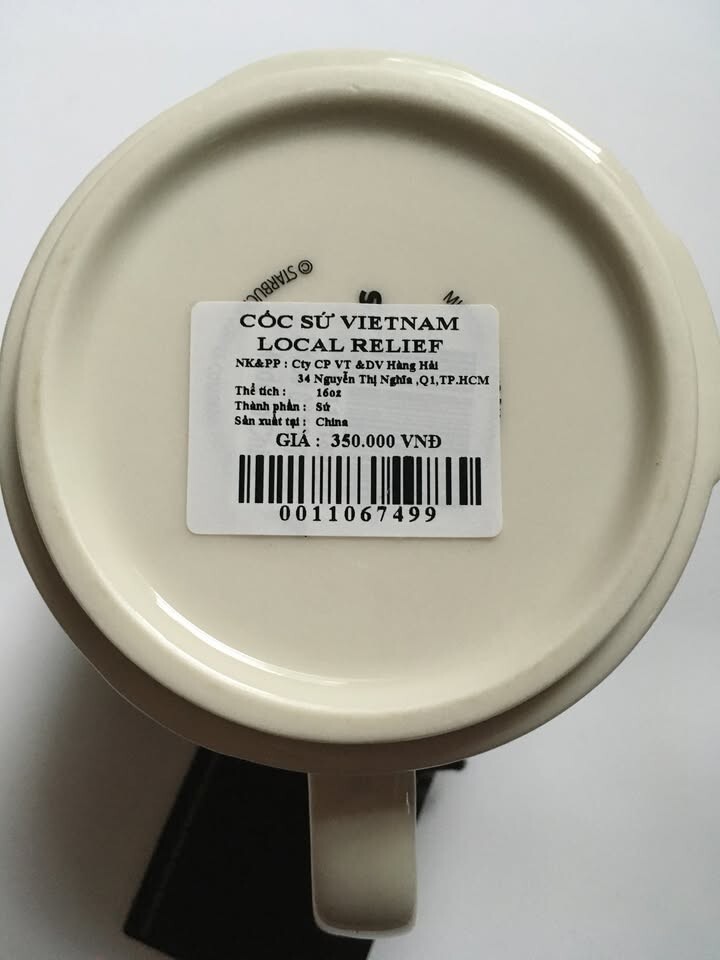 © STARBUC
S
CỐC SỨ VIETNAM
LOCAL RELIEF
NK&PP : Cty CP VT &DV Hàng Hải
34 Nguyễn Thị Nghĩa ,Q1,TP.HCM
Thể tích : 16oz
Thành phần : Sứ
Sản xuất tại : China
GIÁ : 350.000 VNĐ
0011067499